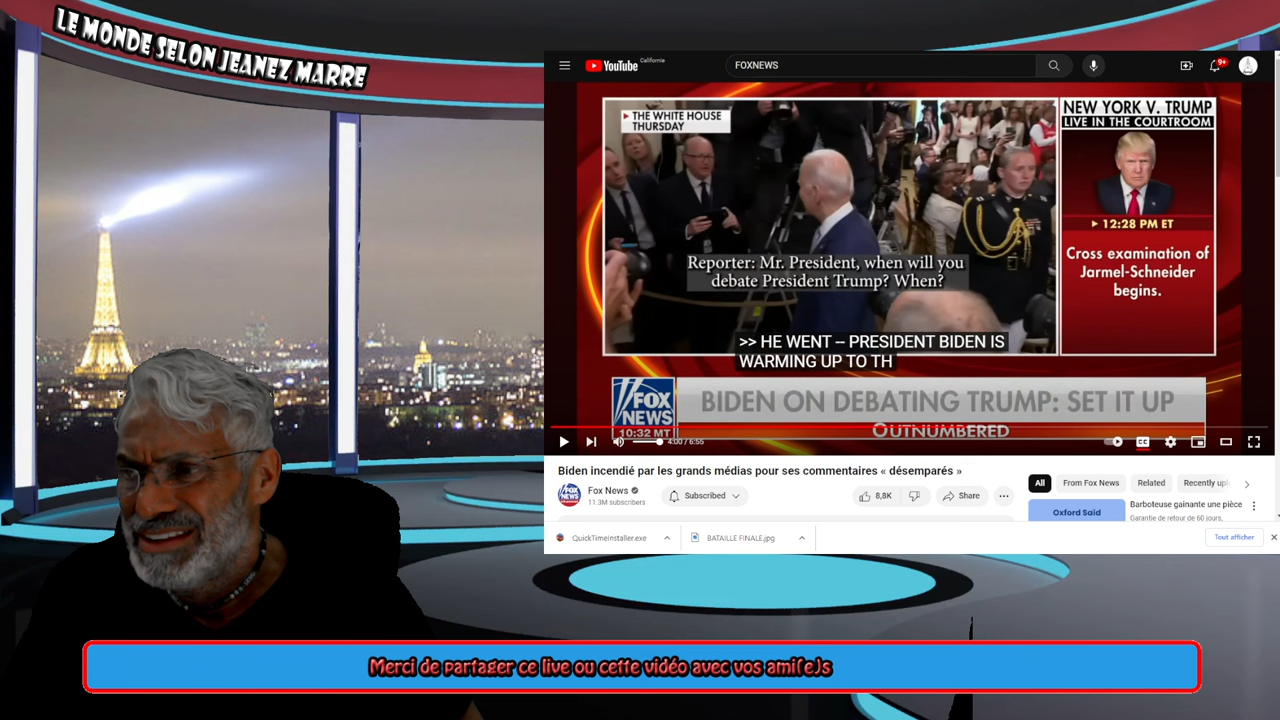 LE MONDE SELON JEANEZ MARRE
YouTube
Californie
FOXNEWS
9+
THE WHITE HOUSE
THURSDAY
NEW YORK V. TRUMP
LIVE IN THE COURTROOM
12:28 PM ET
Cross examination of
Jarmel-Schneider
begins.
Reporter: Mr. President, when will you
debate President Trump? When?
>> HE WENT -- PRESIDENT BIDEN IS
WARMING UP TO TH
FOX
NEWS
10:32 MT
BIDEN ON DEBATING TRUMP: SET IT UP
OUTNUMBERED
4:00 / 6:55
CC
Biden incendié par les grands médias pour ses commentaires « désemparés »
Fox News
11.3M subscribers
Subscribed
8,8K
Share
All
From Fox News
Related
Recently upl
Oxford Saïd
Barboteuse gainante une pièce
Garantie de retour de 60 jours,
QuickTimeInstaller.exe
BATAILLE FINALE.jpg
Tout afficher
Merci de partager ce live ou cette vidéo avec vos ami(e)s